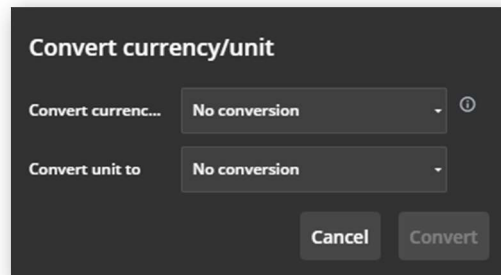 Convert currency/unit
Convert currenc... No conversion
Convert unit to No conversion
Cancel Convert